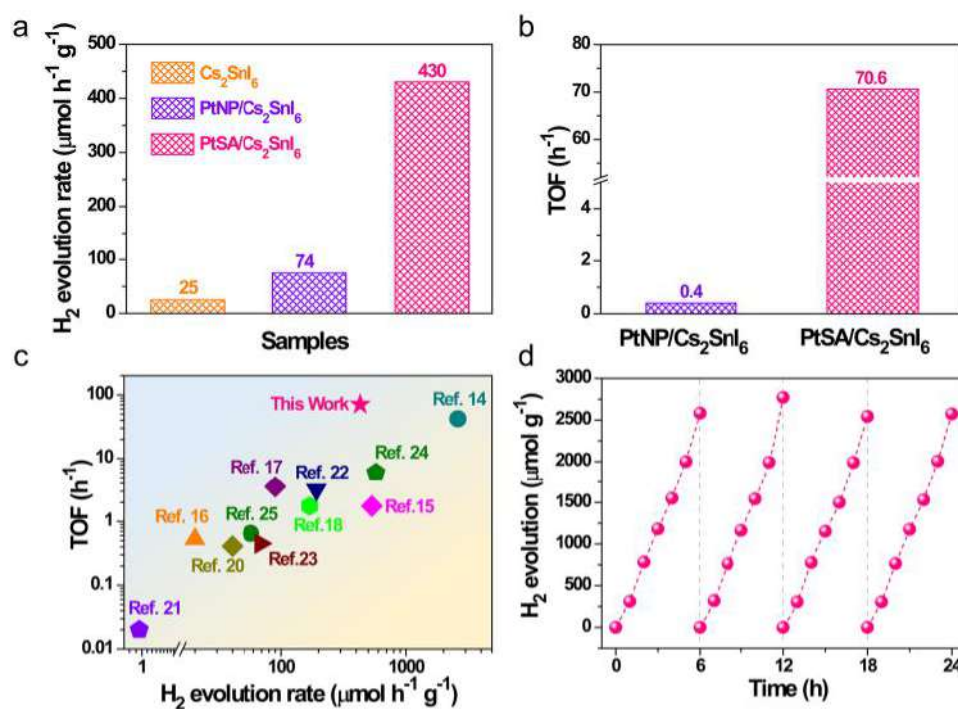 a
H₂ evolution rate (μmol h⁻¹ g⁻¹)
500
400
300
200
100
0
Cs₂SnI₆
PtNP/Cs₂SnI₆
PtSA/Cs₂SnI₆
25
74
430
Samples
b
TOF (h⁻¹)
80
70
60
4
2
0
0.4
70.6
PtNP/Cs₂SnI₆
PtSA/Cs₂SnI₆
c
TOF (h⁻¹)
100
10
1
0.1
0.01
This Work
Ref. 14
Ref. 24
Ref. 17
Ref. 22
Ref.15
Ref.18
Ref. 16
Ref. 25
Ref. 20
Ref.23
Ref. 21
1
100
1000
H₂ evolution rate (μmol h⁻¹ g⁻¹)
d
H₂ evolution (μmol g⁻¹)
3000
2500
2000
1500
1000
500
0
0
6
12
18
24
Time (h)